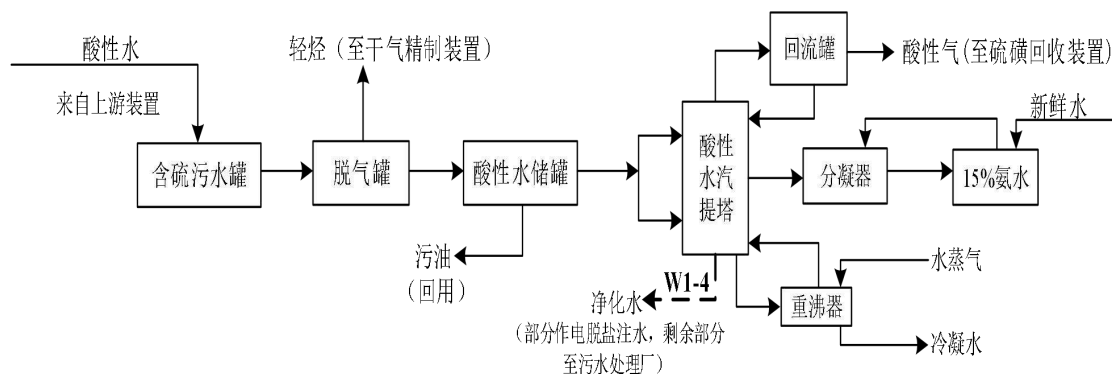 酸性水
来自上游装置
含硫污水罐
轻烃（至干气精制装置）
脱气罐
酸性水储罐
污油
（回用）
酸性
水汽
提塔
回流罐
酸性气(至硫磺回收装置)
新鲜水
分凝器
15%氨水
水蒸气
重沸器
冷凝水
W1-4
净化水
（部分作电脱盐注水，剩余部分
至污水处理厂）